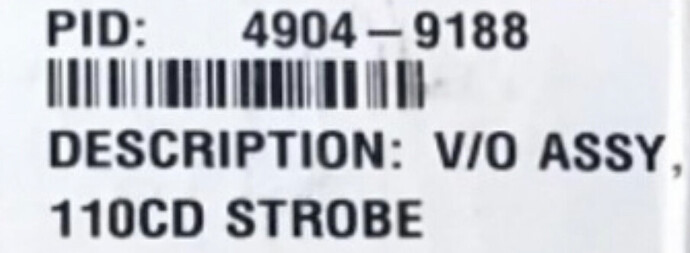 PID: 4904-9188
DESCRIPTION: V/O ASSY,
110CD STROBE